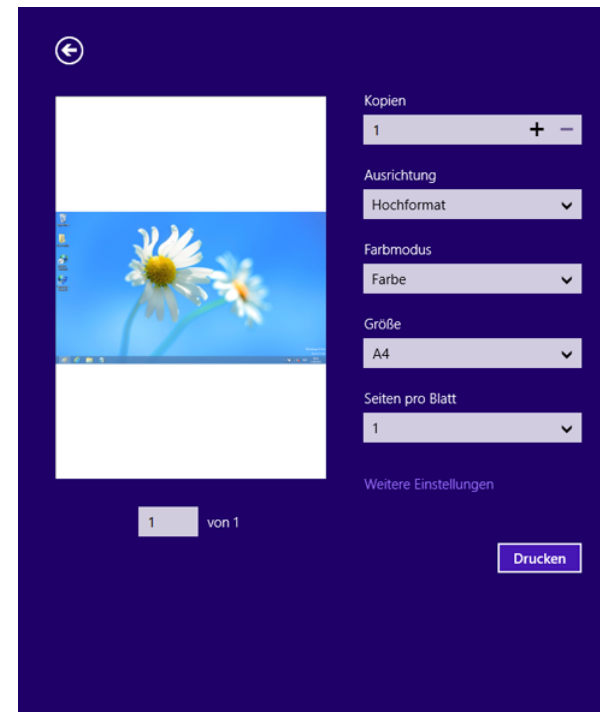 Kopien
1
Ausrichtung
Hochformat
Farbmodus
Farbe
Größe
A4
Seiten pro Blatt
1
Weitere Einstellungen
1 von 1
Drucken